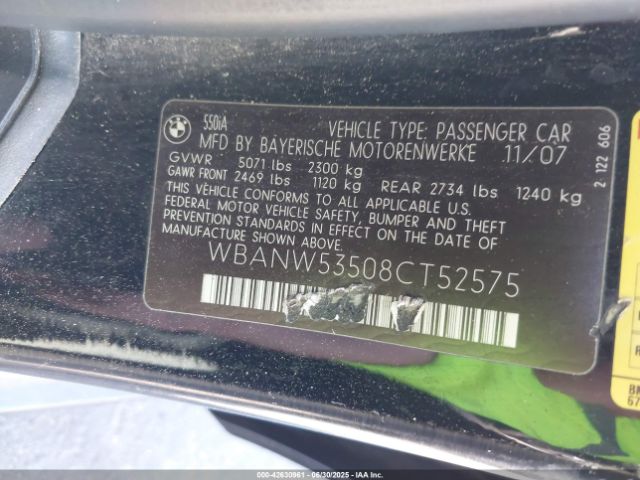 550iA
VEHICLE TYPE: PASSENGER CAR
MFD BY BAYERISCHE MOTORENWERKE 11/07
GVWR 5071 lbs 2300 kg
GAWR FRONT 2469 lbs 1120 kg REAR 2734 lbs 1240 kg
THIS VEHICLE CONFORMS TO ALL APPLICABLE U.S.
FEDERAL MOTOR VEHICLE SAFETY, BUMPER AND THEFT
PREVENTION STANDARDS IN EFFECT ON THE DATE OF
MANUFACTURE SHOWN ABOVE.
WBANW53508CT52575
2 122 606
000-42630961 - 06/30/2025 - IAA Inc.